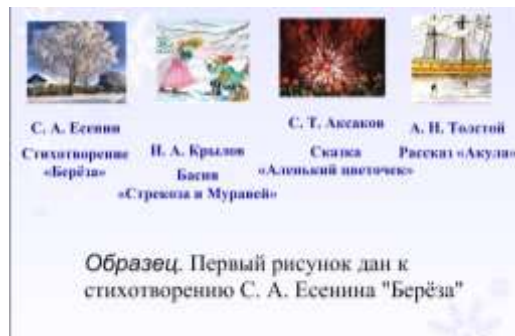 С. А. Есенин
Стихотворение
«Берёза»
И. А. Крылов
Басня
«Стрекоза и Муравей»
С. Т. Аксаков
Сказка
«Аленький цветочек»
А. Н. Толстой
Рассказ «Акула»
Образец. Первый рисунок дан к
стихотворению С. А. Есенина "Берёза"